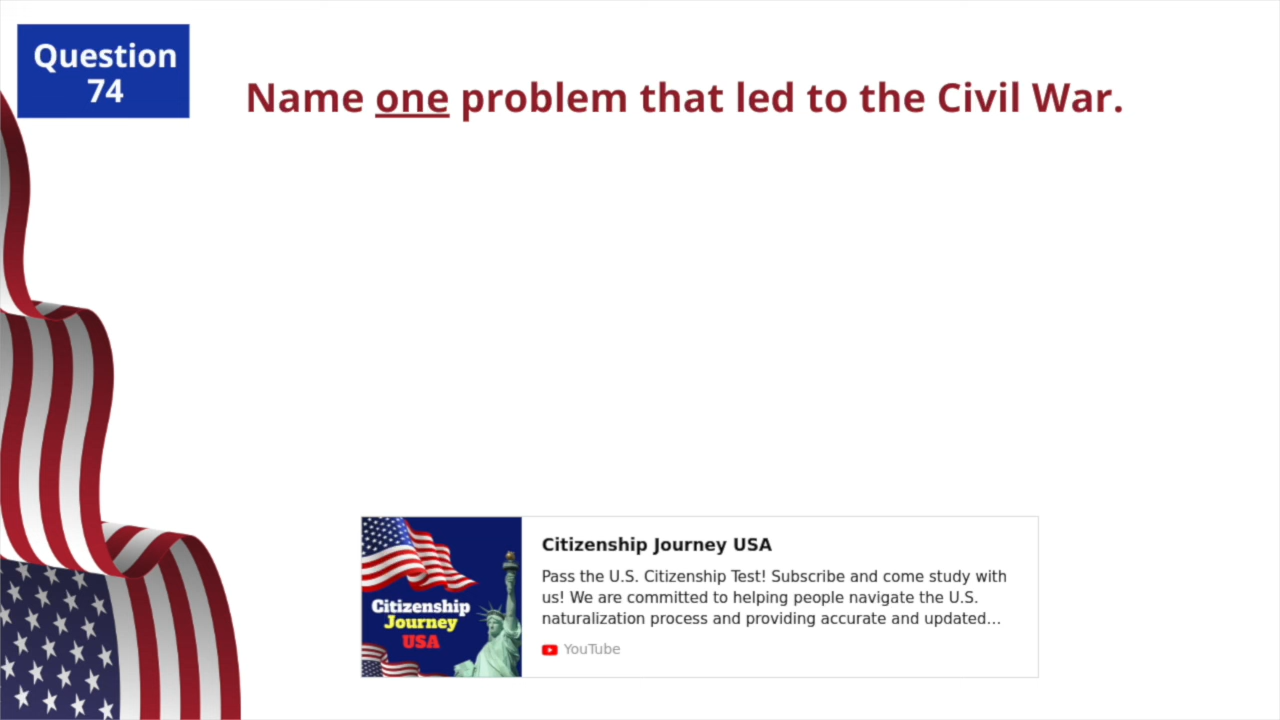 Question
74
Name one problem that led to the Civil War.
Citizenship Journey USA
Pass the U.S. Citizenship Test! Subscribe and come study with
us! We are committed to helping people navigate the U.S.
naturalization process and providing accurate and updated...
YouTube
Citizenship
Journey
USA